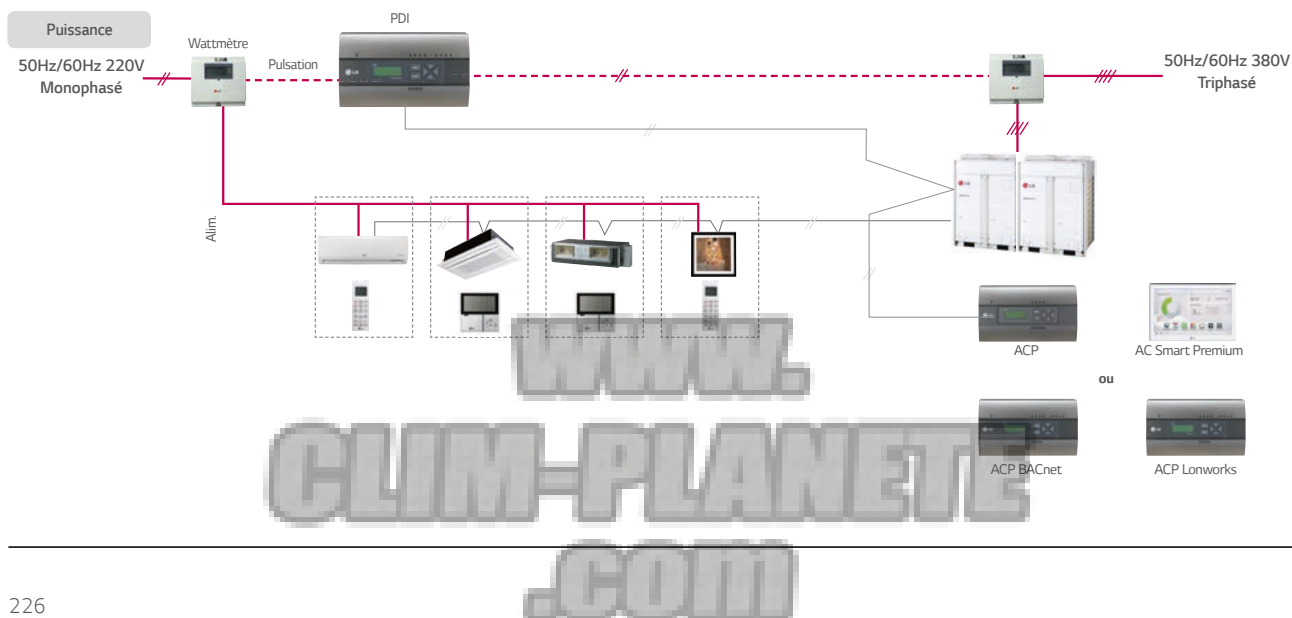 Puissance
PDI
Wattmètre
50Hz/60Hz 220V
Monophasé
Pulsation
50Hz/60Hz 380V
Triphasé
LG
Alim.
ACP
AC Smart Premium
ou
ACP BACnet
ACP Lonworks
www.
CLIM-PLANETE
.com
226